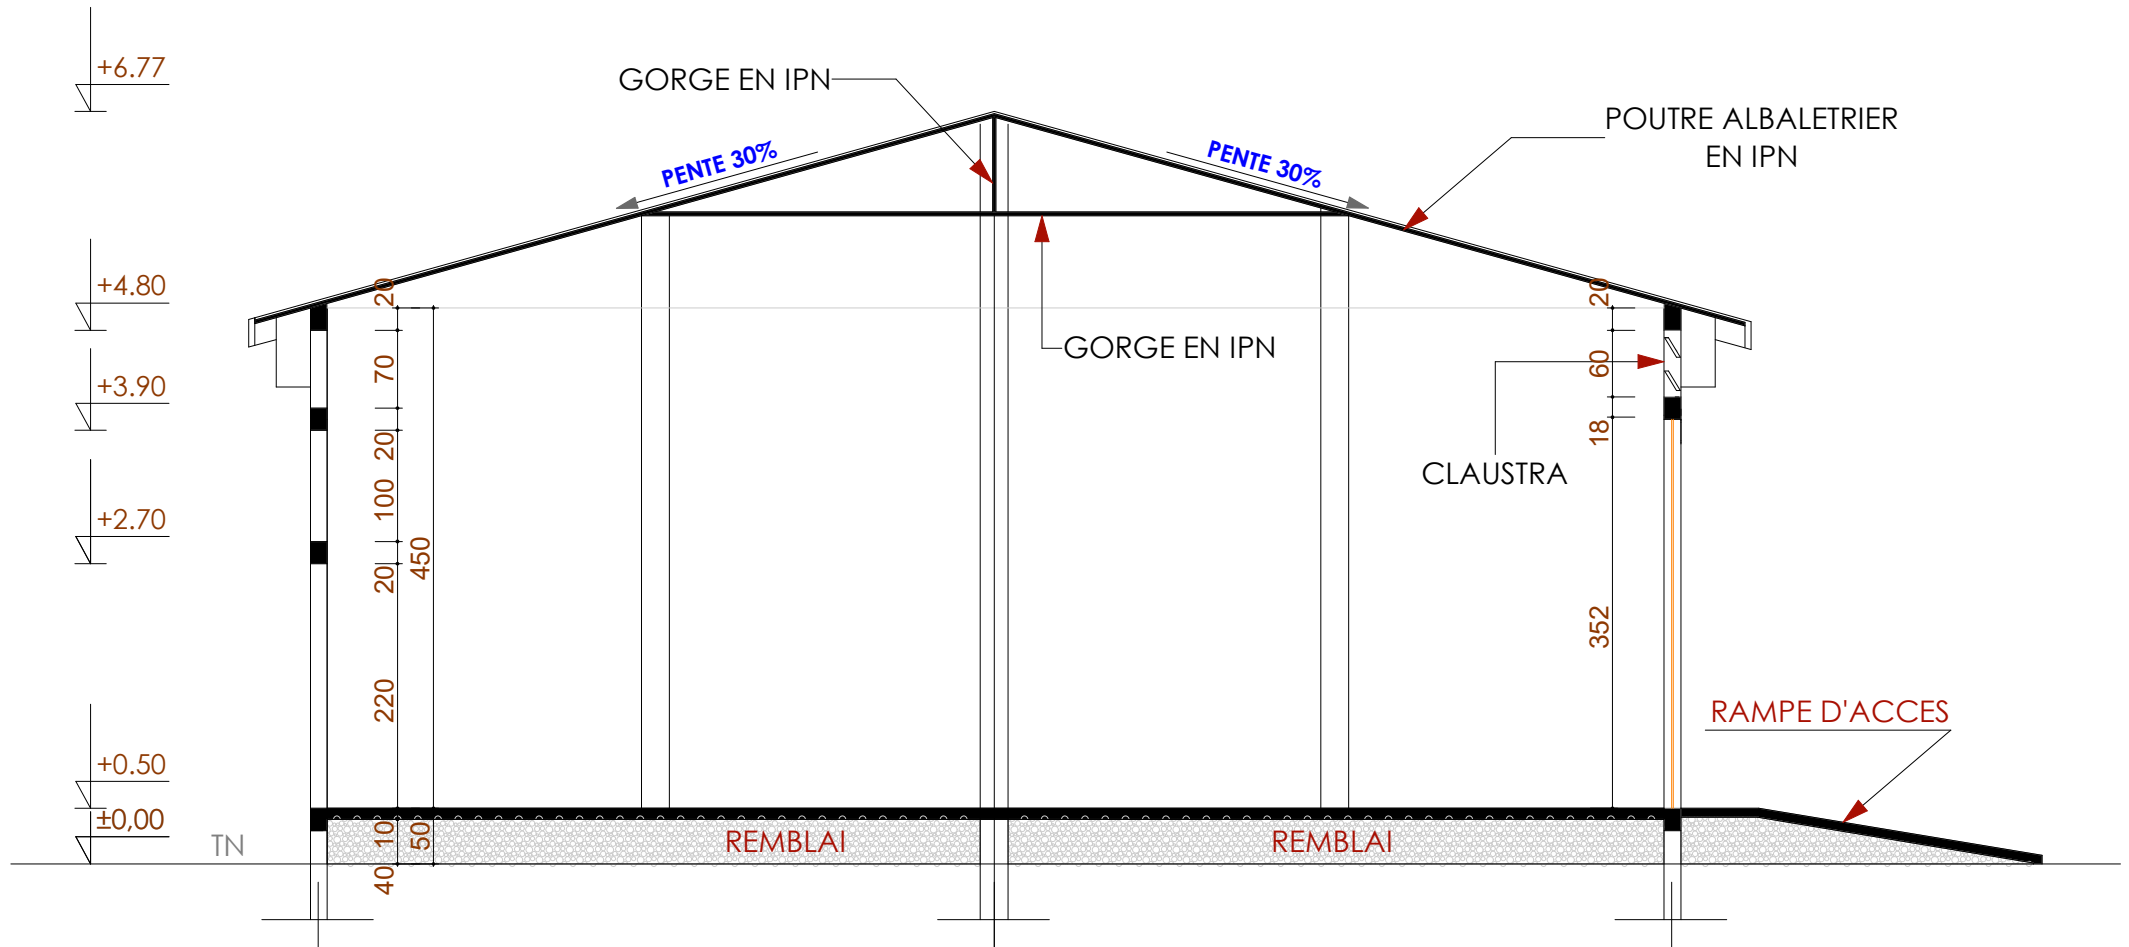 +6.77
GORGE EN IPN
POUTRE ALBALETRIER
EN IPN
PENTE 30%
PENTE 30%
+4.80
20
20
GORGE EN IPN
70
60
+3.90
20
18
CLAUSTRA
100
+2.70
450
20
352
220
RAMPE D'ACCES
+0.50
±0,00
TN
10
50
REMBLAI
REMBLAI
40